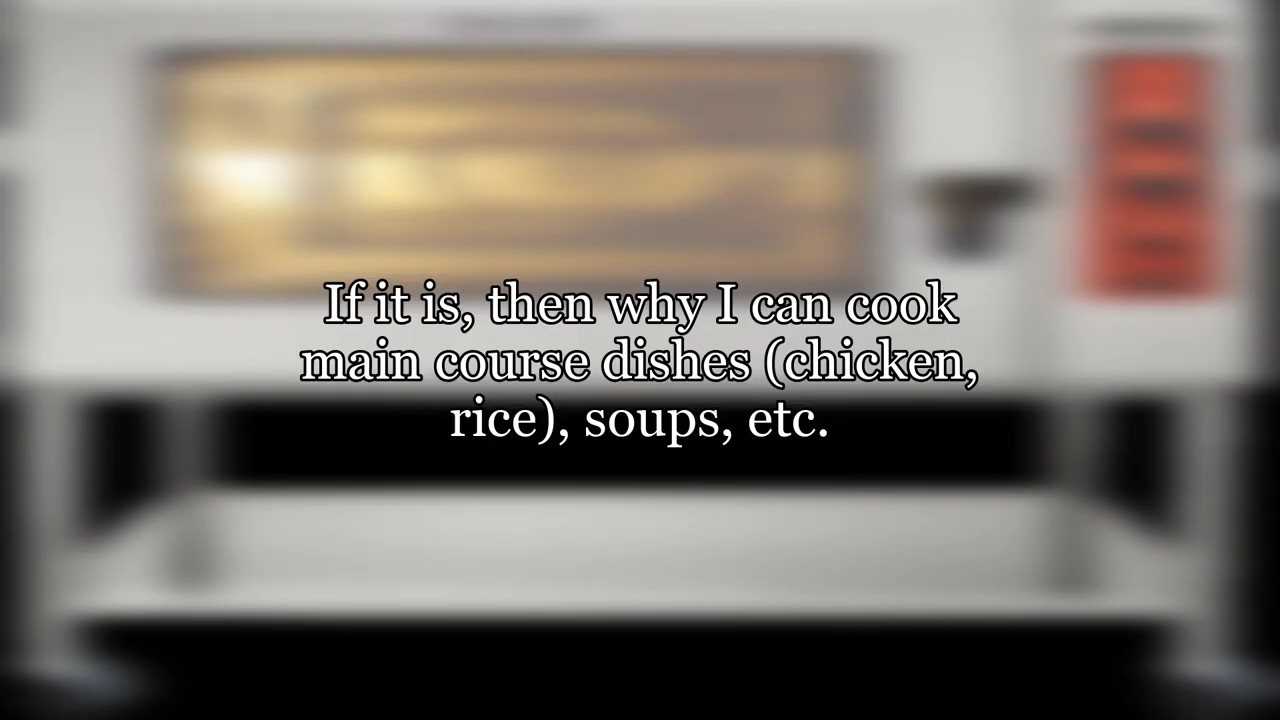 If it is, then why I can cook
main course dishes (chicken,
rice), soups, etc.